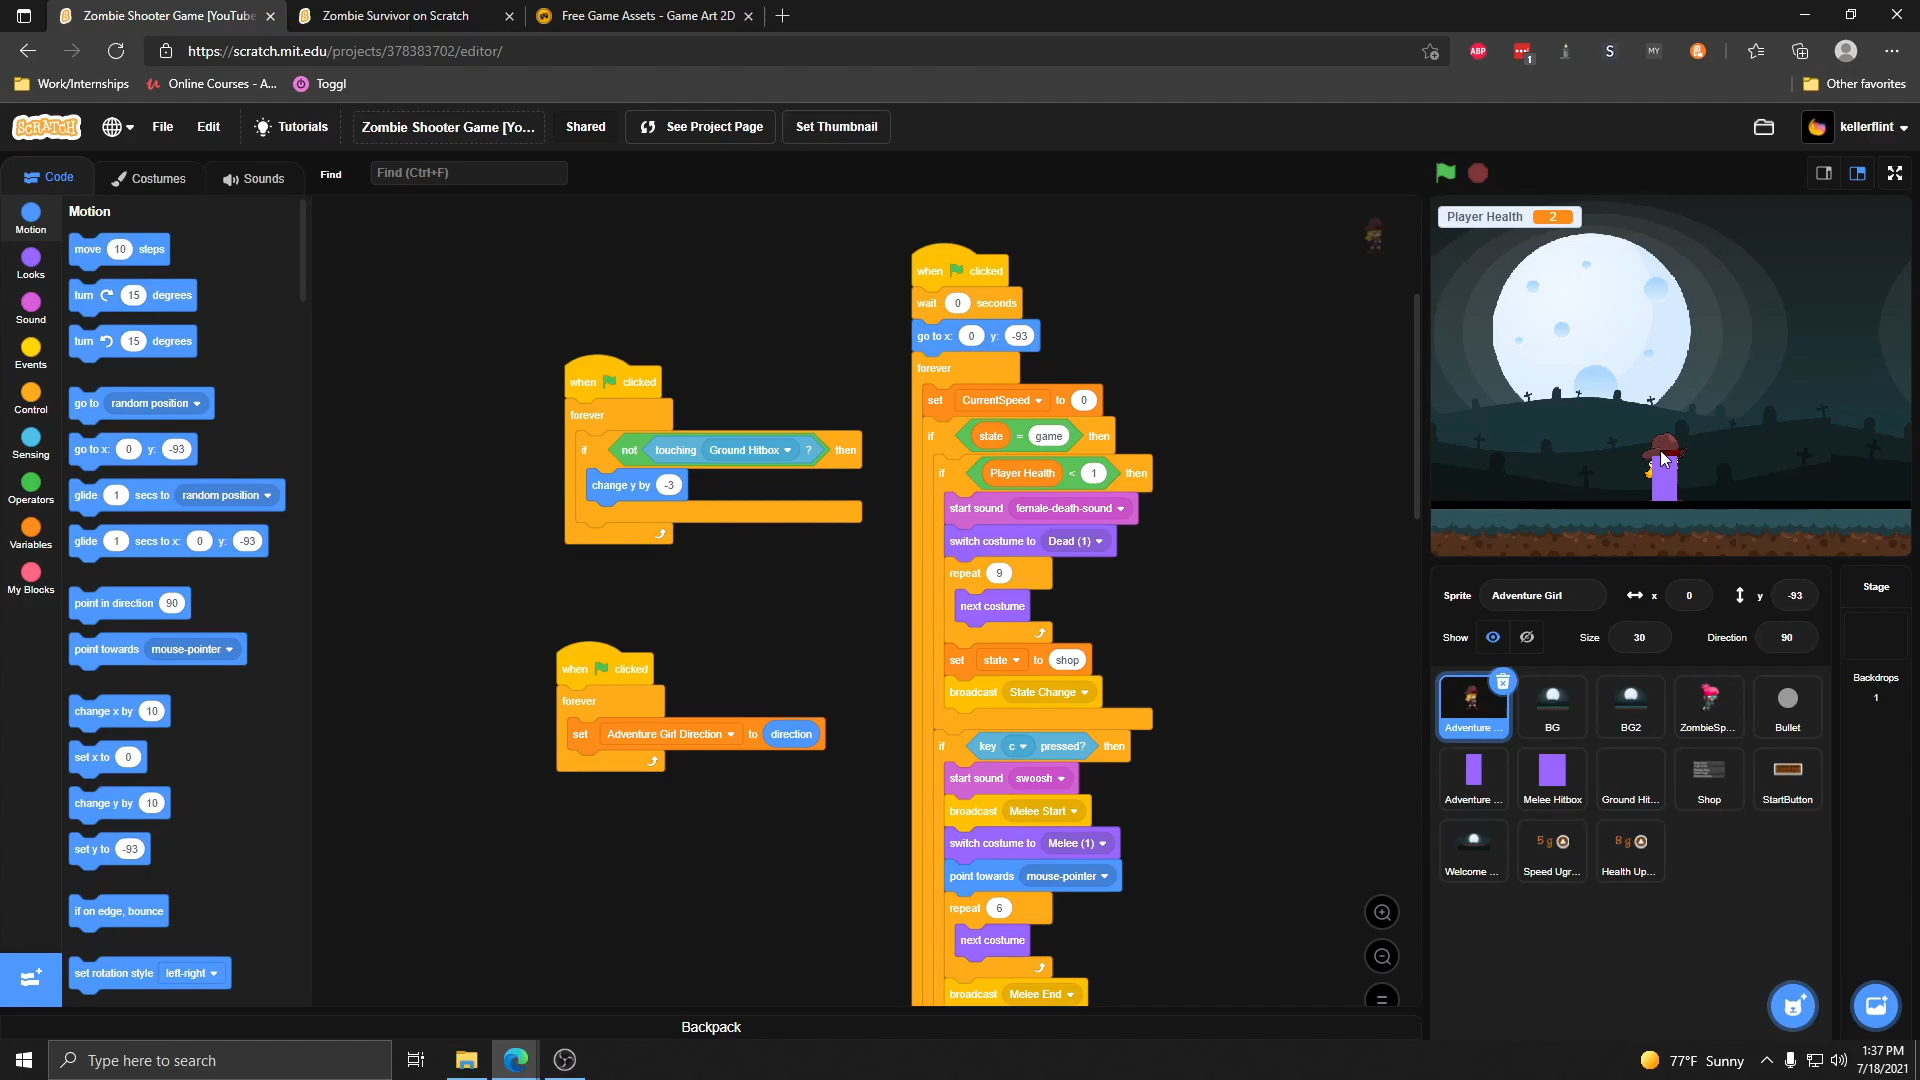 Zombie Shooter Game [YouTube
Zombie Survivor on Scratch
Free Game Assets - Game Art 2D
https://scratch.mit.edu/projects/378383702/editor/
ABP
1
S
MY
Work/Internships
Online Courses - A...
Toggl
Other favorites
SCRATCH
File
Edit
Tutorials
Zombie Shooter Game [Yo...
Shared
See Project Page
Set Thumbnail
kellerflint
Code
Costumes
Sounds
Find
Find (Ctrl+F)
Motion
Looks
Sound
Events
Control
Sensing
Operators
Variables
My Blocks
Motion
move 10 steps
turn 15 degrees
turn 15 degrees
go to random position
go to x: 0 y: -93
glide 1 secs to random position
glide 1 secs to x: 0 y: -93
point in direction 90
point towards mouse-pointer
change x by 10
set x to 0
change y by 10
set y to -93
if on edge, bounce
set rotation style left-right
when clicked
forever
if not touching Ground Hitbox ? then
change y by -3
when clicked
forever
set Adventure Girl Direction to direction
when clicked
wait 0 seconds
go to x: 0 y: -93
forever
set CurrentSpeed to 0
if state = game then
if Player Health < 1 then
start sound female-death-sound
switch costume to Dead (1)
repeat 9
next costume
set state to shop
broadcast State Change
if key c pressed? then
start sound swoosh
broadcast Melee Start
switch costume to Melee (1)
point towards mouse-pointer
repeat 6
next costume
broadcast Melee End
Backpack
Player Health 2
Sprite Adventure Girl x 0 y -93
Show Size 30 Direction 90
Adventure ...
BG
BG2
ZombieSp...
Bullet
Adventure ...
Melee Hitbox
Ground Hit...
Shop
StartButton
Welcome ...
5 g
Speed Ugr...
8 g
Health Up...
Stage
Backdrops
1
Type here to search
77°F Sunny
1:37 PM
7/18/2021